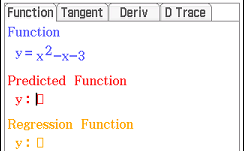 Function Tangent Deriv D Trace
Function
y=x²-x-3
Predicted Function
y:
Regression Function
y: